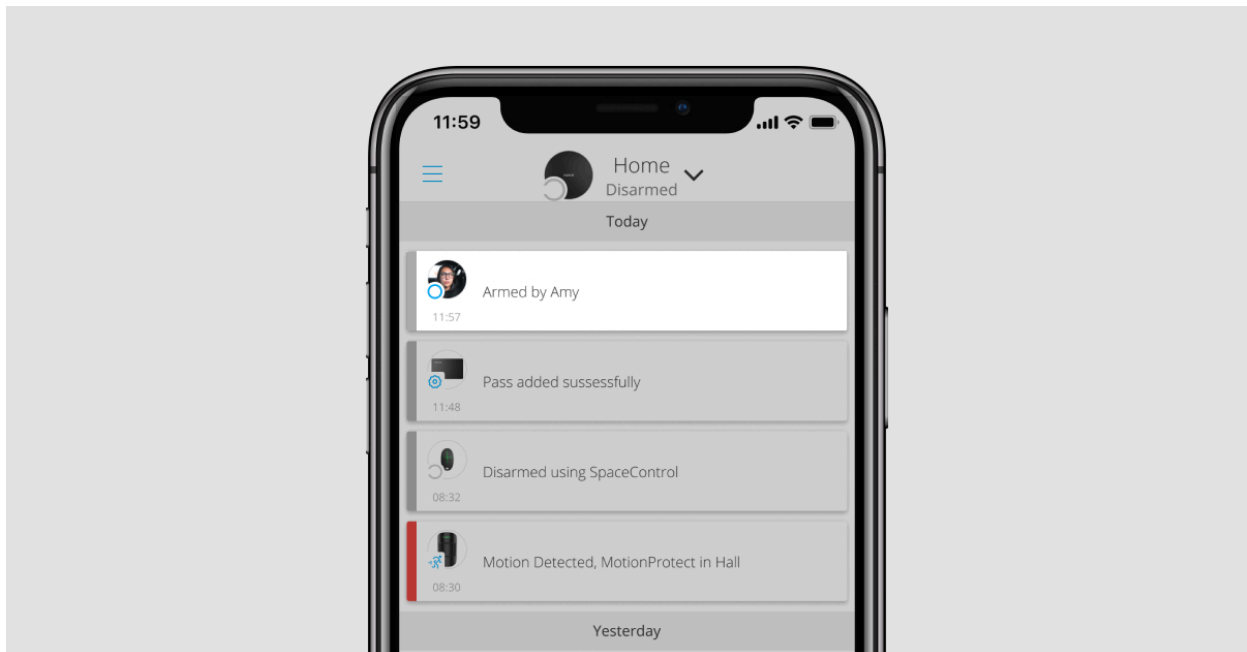 11:59
Home
Disarmed
Today
Armed by Amy
11:57
Pass added sussessfully
11:48
Disarmed using SpaceControl
08:32
Motion Detected, MotionProtect in Hall
08:30
Yesterday